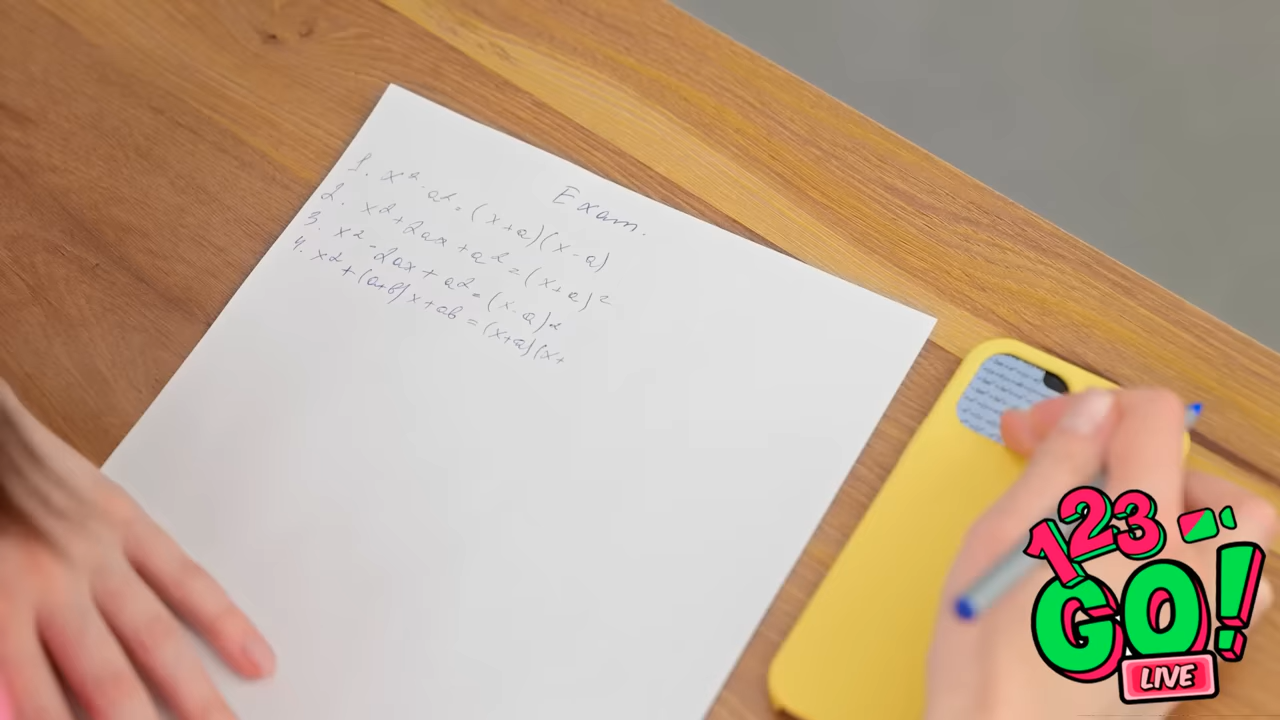 Exam.
1. x²-a2=(x+a)(x-a)
2. x2+2ax+a2=(x+a)²
3. x2-2ax+a2=(x-a)2
4. x2
+(a+b)x+ab=(x+a)(x+
123
GO!
LIVE